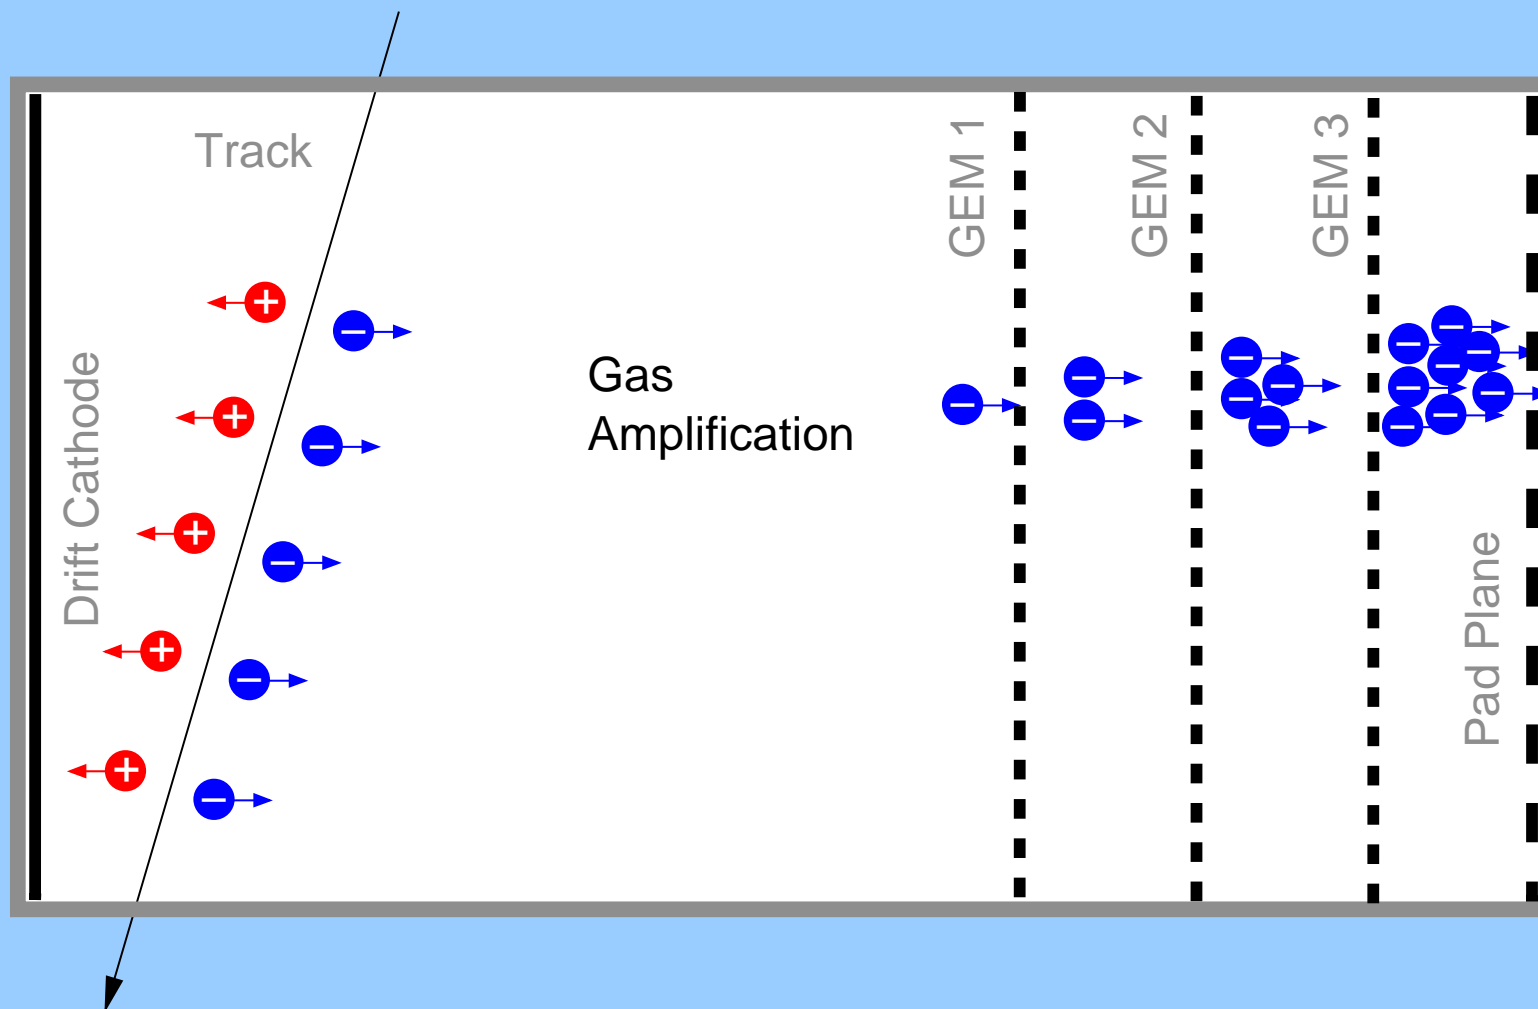 Track
GEM 1
GEM 2
GEM 3
Drift Cathode
Gas
Amplification
Pad Plane